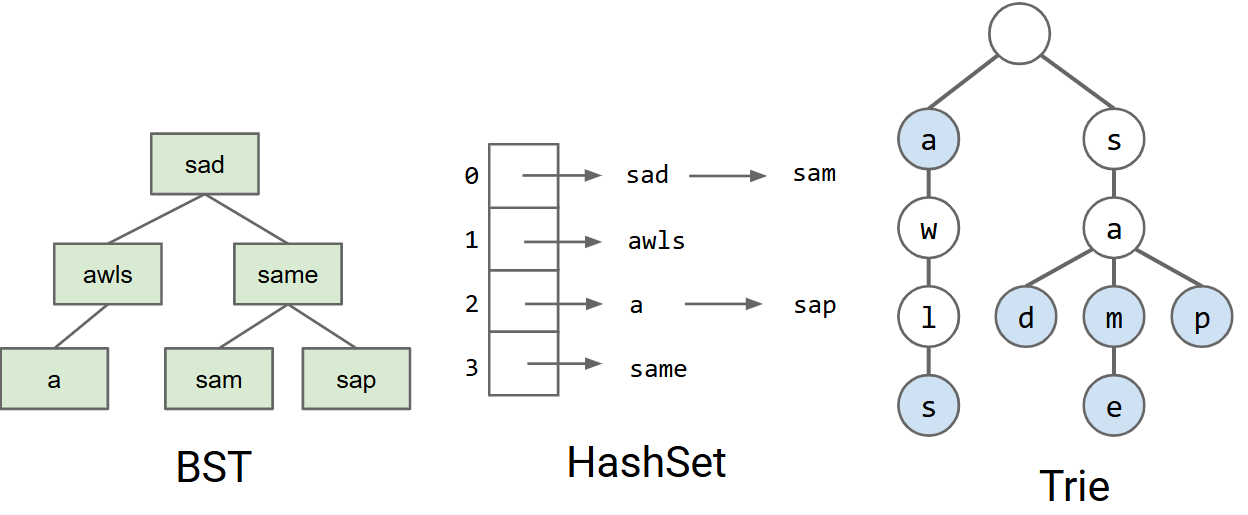 sad
awls same
a sam sap
BST
0 sad sam
1 awls
2 a sap
3 same
HashSet
a s
w a
l d m p
s e
Trie